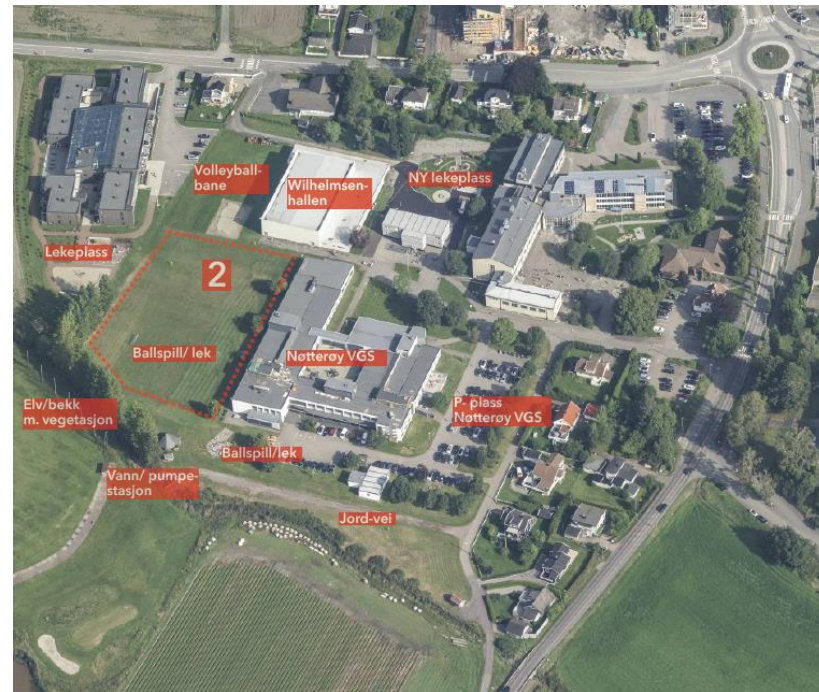 Volleyball-
bane
Wilhelmsen-
hallen
NY lekeplass
Lekeplass
2
Ballspill/ lek
Nøtterøy VGS
Elv/bekk
m. vegetasjon
P- plass
Nøtterøy VGS
Ballspill/lek
Vann/ pumpe-
stasjon
Jord-vei